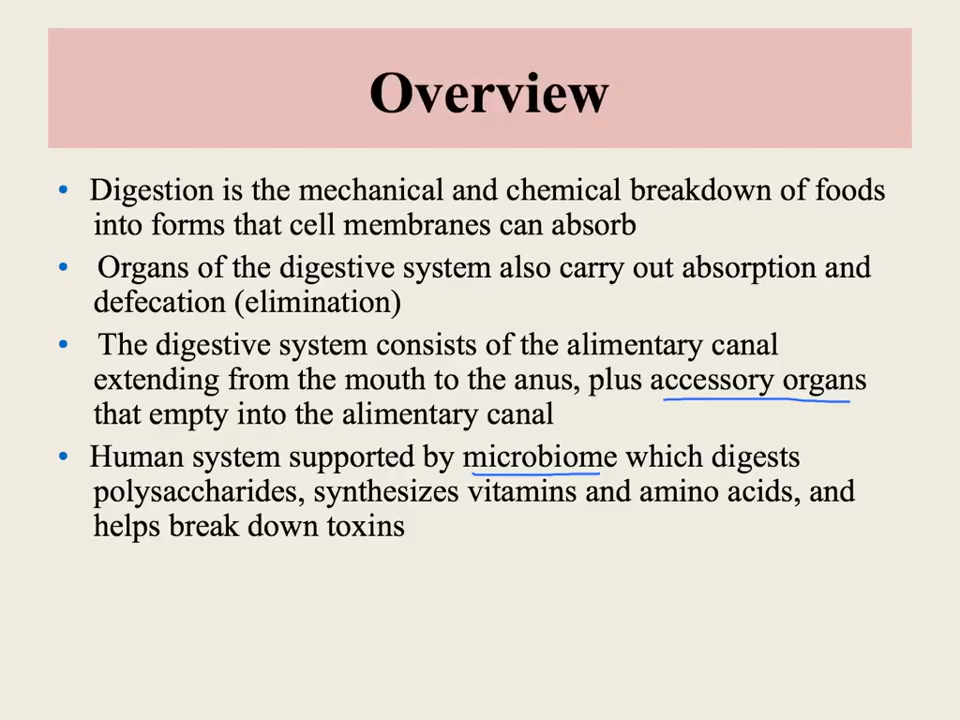 Overview
• Digestion is the mechanical and chemical breakdown of foods
into forms that cell membranes can absorb
• Organs of the digestive system also carry out absorption and
defecation (elimination)
• The digestive system consists of the alimentary canal
extending from the mouth to the anus, plus accessory organs
that empty into the alimentary canal
• Human system supported by microbiome which digests
polysaccharides, synthesizes vitamins and amino acids, and
helps break down toxins